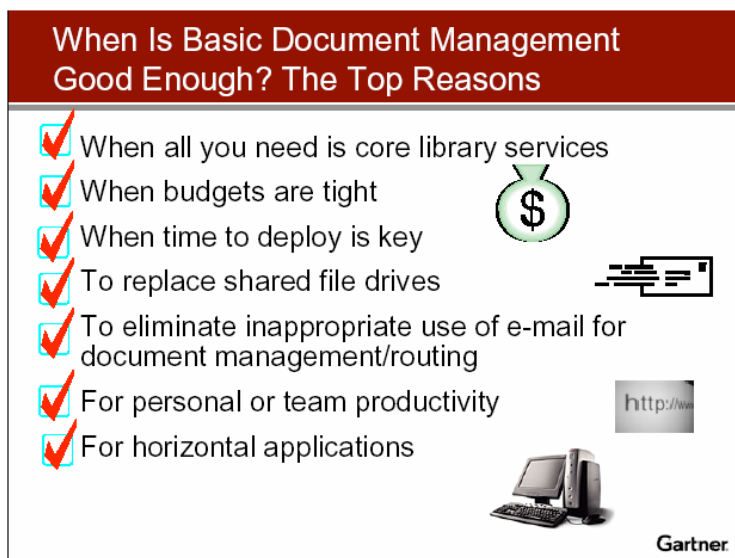 When Is Basic Document Management
Good Enough? The Top Reasons
When all you need is core library services
When budgets are tight
$
When time to deploy is key
To replace shared file drives
To eliminate inappropriate use of e-mail for
document management/routing
For personal or team productivity
http://ww
For horizontal applications
Gartner